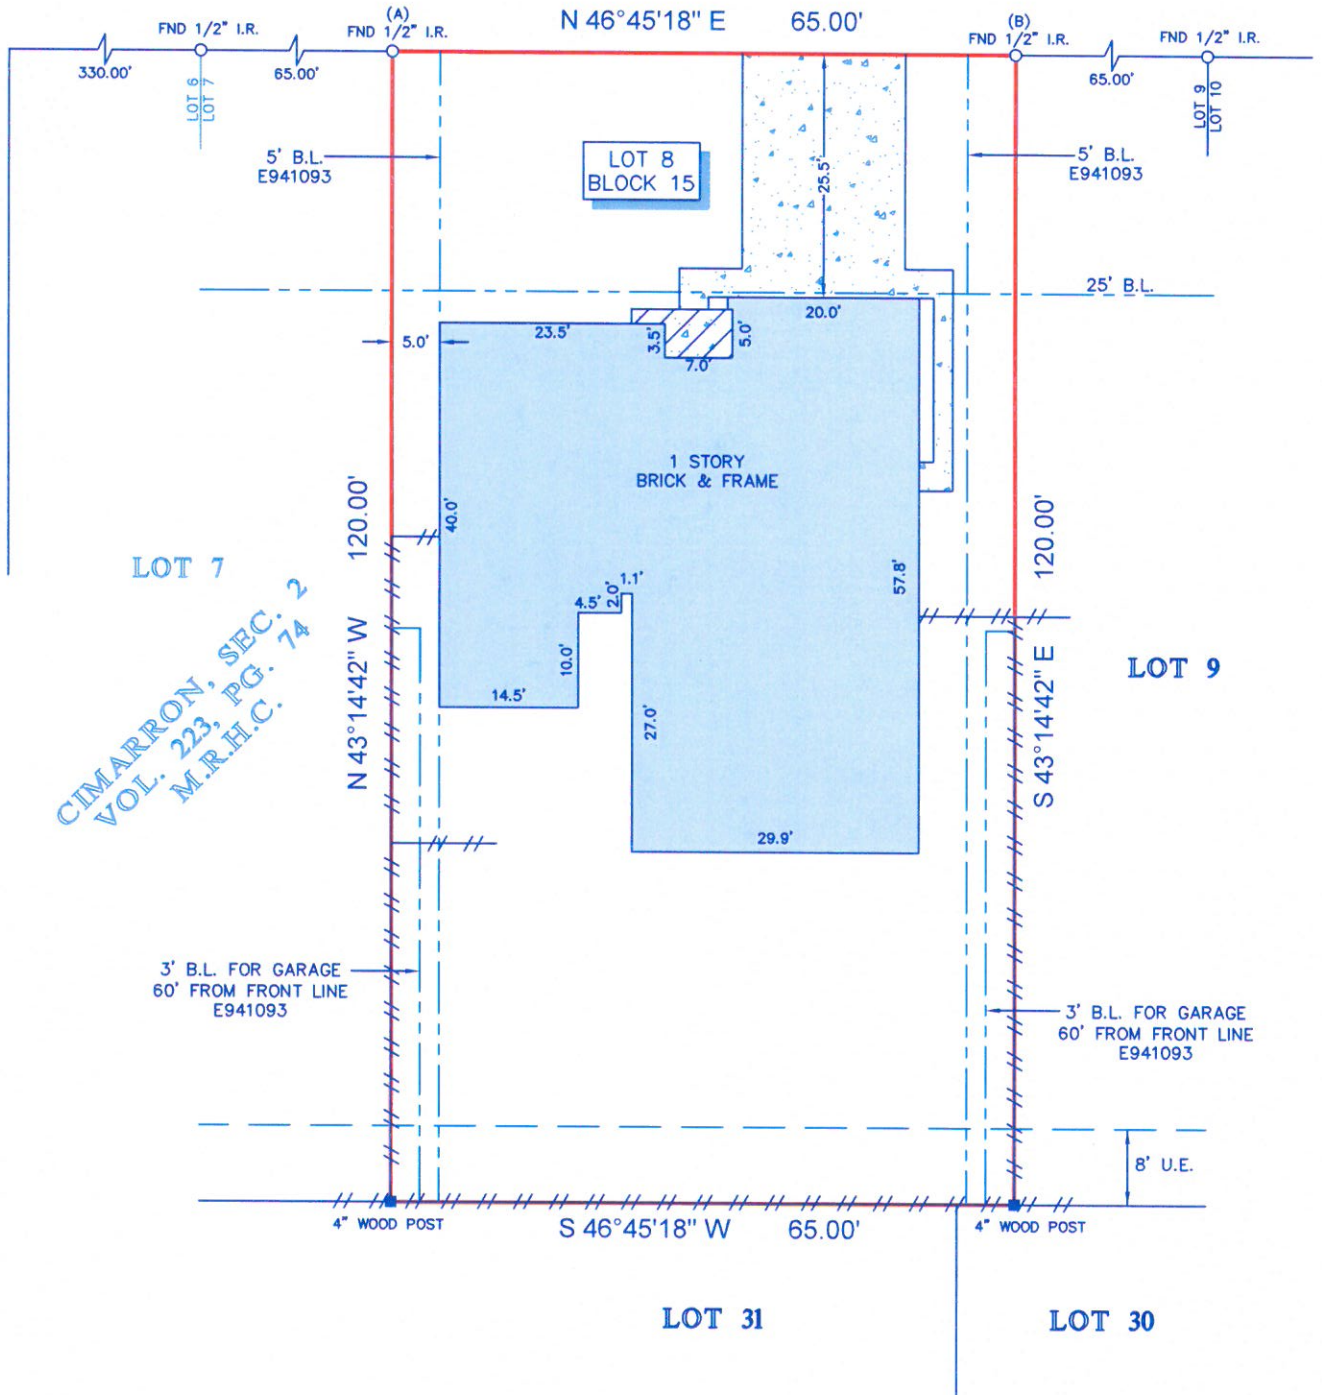 N 46°45'18" E 65.00'
FND 1/2" I.R.
(A)
FND 1/2" I.R.
(B)
FND 1/2" I.R.
FND 1/2" I.R.
330.00'
65.00'
65.00'
LOT 6
LOT 7
LOT 9
LOT 10
5' B.L.
E941093
LOT 8
BLOCK 15
25.5'
5' B.L.
E941093
25' B.L.
20.0'
23.5'
3.5'
5.0'
7.0'
5.0'
1 STORY
BRICK & FRAME
40.0'
120.00'
N 43°14'42" W
120.00'
S 43°14'42" E
57.8'
LOT 7
CIMARRON, SEC. 2
VOL. 223, PG. 74
M.R.H.C.
1.1'
4.5'
2.0'
10.0'
14.5'
27.0'
29.9'
LOT 9
3' B.L. FOR GARAGE
60' FROM FRONT LINE
E941093
3' B.L. FOR GARAGE
60' FROM FRONT LINE
E941093
8' U.E.
4" WOOD POST
S 46°45'18" W 65.00'
4" WOOD POST
LOT 31
LOT 30